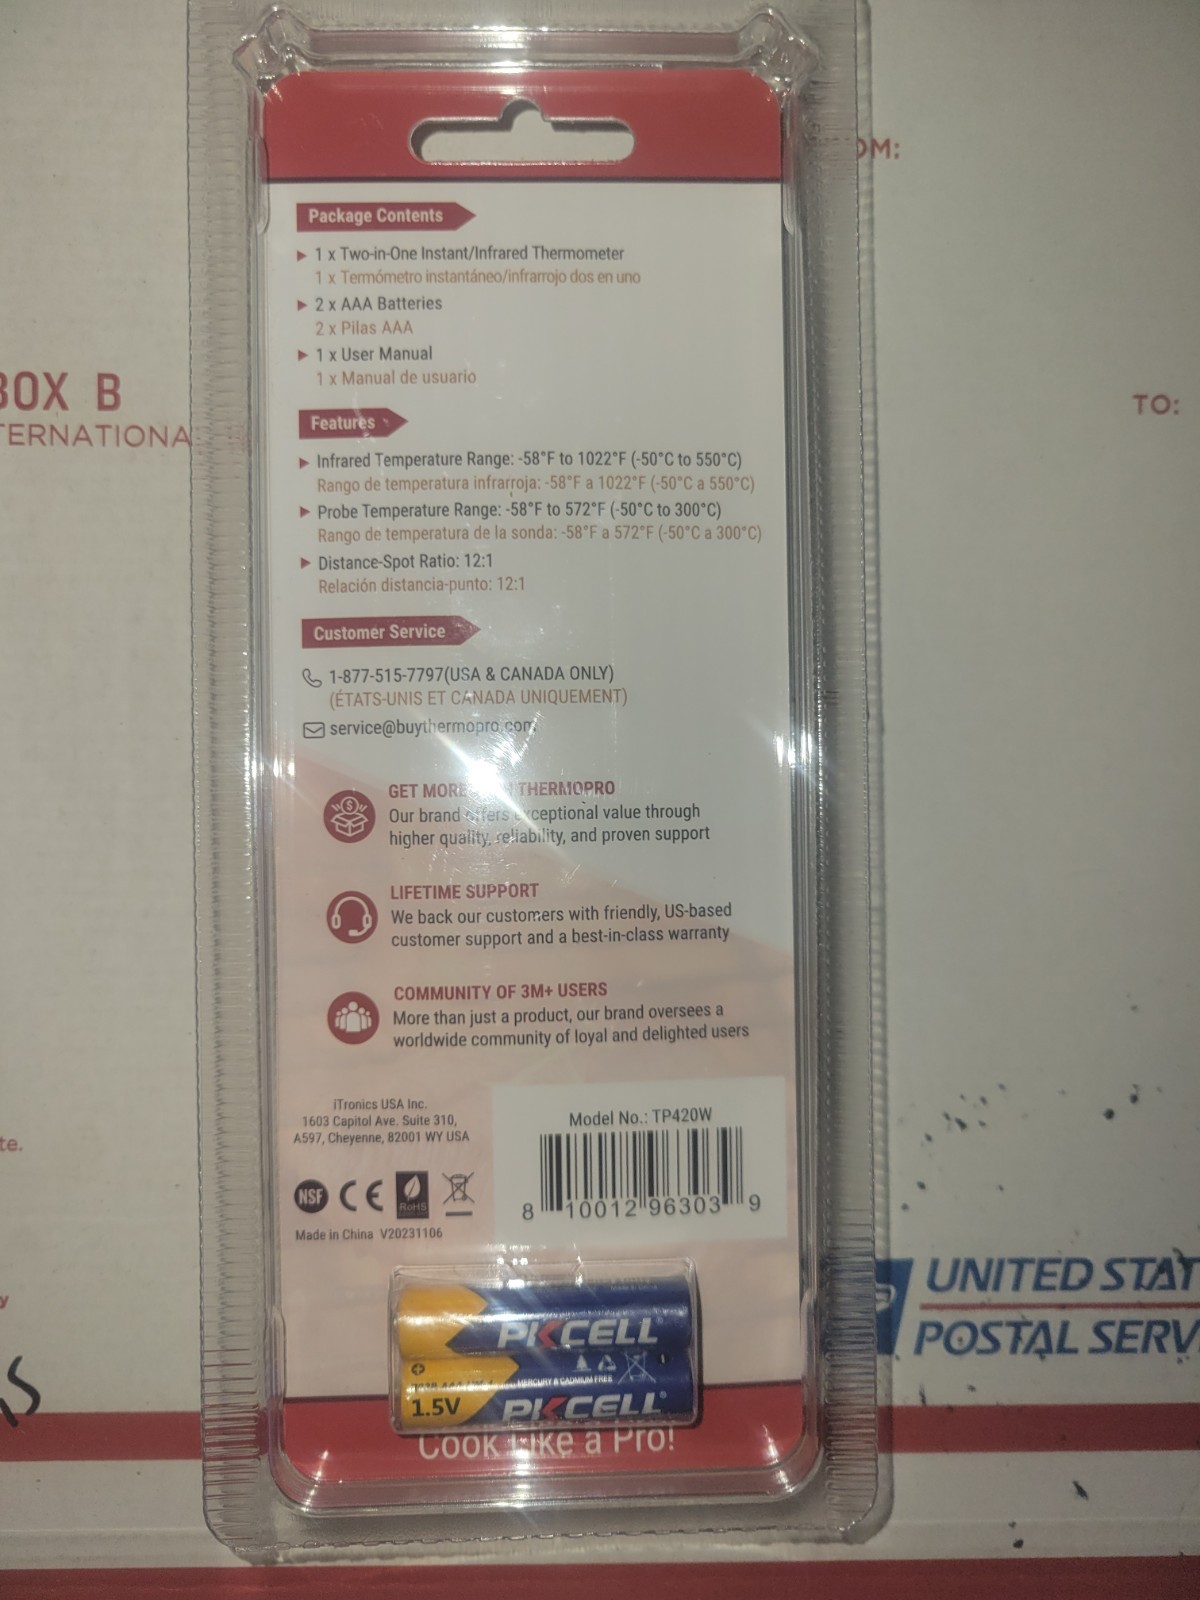 OM:
BOX B
TERNATIONA
TO:
Package Contents
1 x Two-in-One Instant/Infrared Thermometer
1 x Termómetro instantáneo/infrarrojo dos en uno
2 x AAA Batteries
2 x Pilas AAA
1 x User Manual
1 x Manual de usuario
Features
Infrared Temperature Range: -58°F to 1022°F (-50°C to 550°C)
Rango de temperatura infrarroja: -58°F a 1022°F (-50°C a 550°C)
Probe Temperature Range: -58°F to 572°F (-50°C to 300°C)
Rango de temperatura de la sonda: -58°F a 572°F (-50°C a 300°C)
Distance-Spot Ratio: 12:1
Relación distancia-punto: 12:1
Customer Service
1-877-515-7797(USA & CANADA ONLY)
(ÉTATS-UNIS ET CANADA UNIQUEMENT)
service@buythermopro.com
GET MORE THERMOPRO
Our brand offers exceptional value through
higher quality, reliability, and proven support
LIFETIME SUPPORT
We back our customers with friendly, US-based
customer support and a best-in-class warranty
COMMUNITY OF 3M+ USERS
More than just a product, our brand oversees a
worldwide community of loyal and delighted users
iTronics USA Inc.
1603 Capitol Ave. Suite 310,
A597, Cheyenne, 82001 WY USA
Model No.: TP420W
8 10012 96303 9
NSF CE RoHS
Made in China V20231106
te.
y
PKCELL
MERCURY & CADMIUM FREE
1.5V PKCELL
Cook Like a Pro!
UNITED STAT
POSTAL SERV